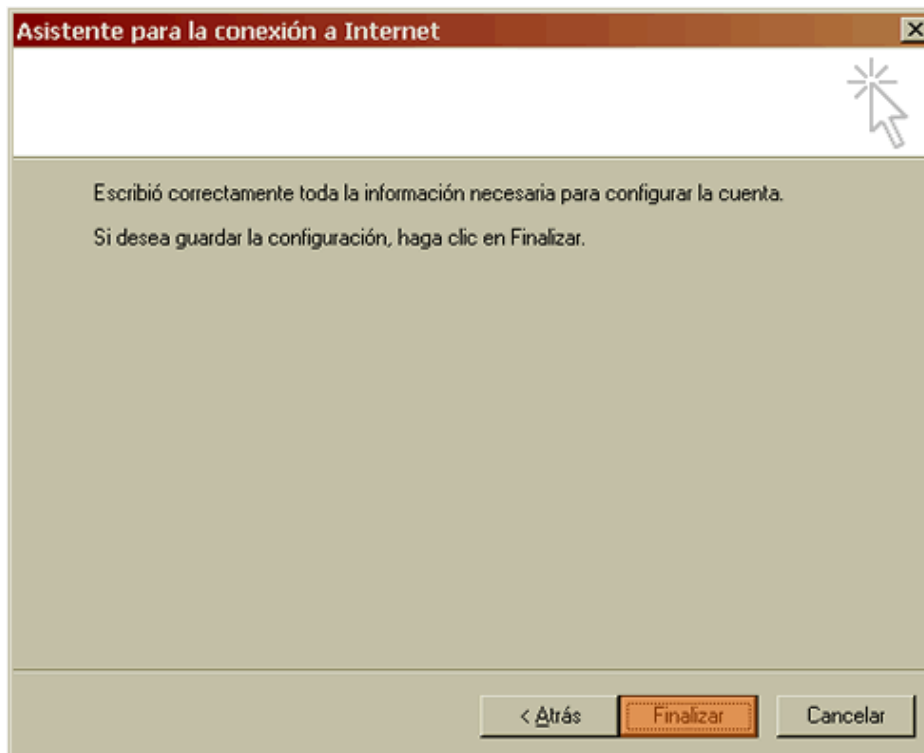 Asistente para la conexión a Internet
Escribió correctamente toda la información necesaria para configurar la cuenta.
Si desea guardar la configuración, haga clic en Finalizar.
< Atrás
Finalizar
Cancelar